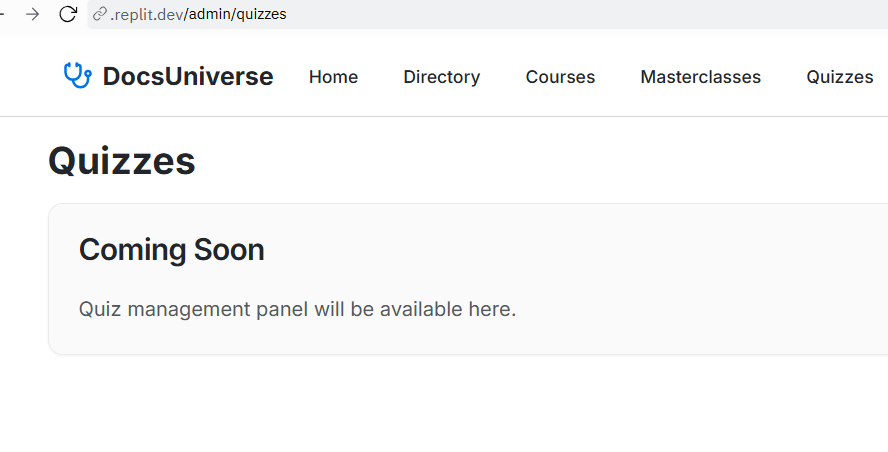 .replit.dev/admin/quizzes
DocsUniverse Home Directory Courses Masterclasses Quizzes
Quizzes
Coming Soon
Quiz management panel will be available here.